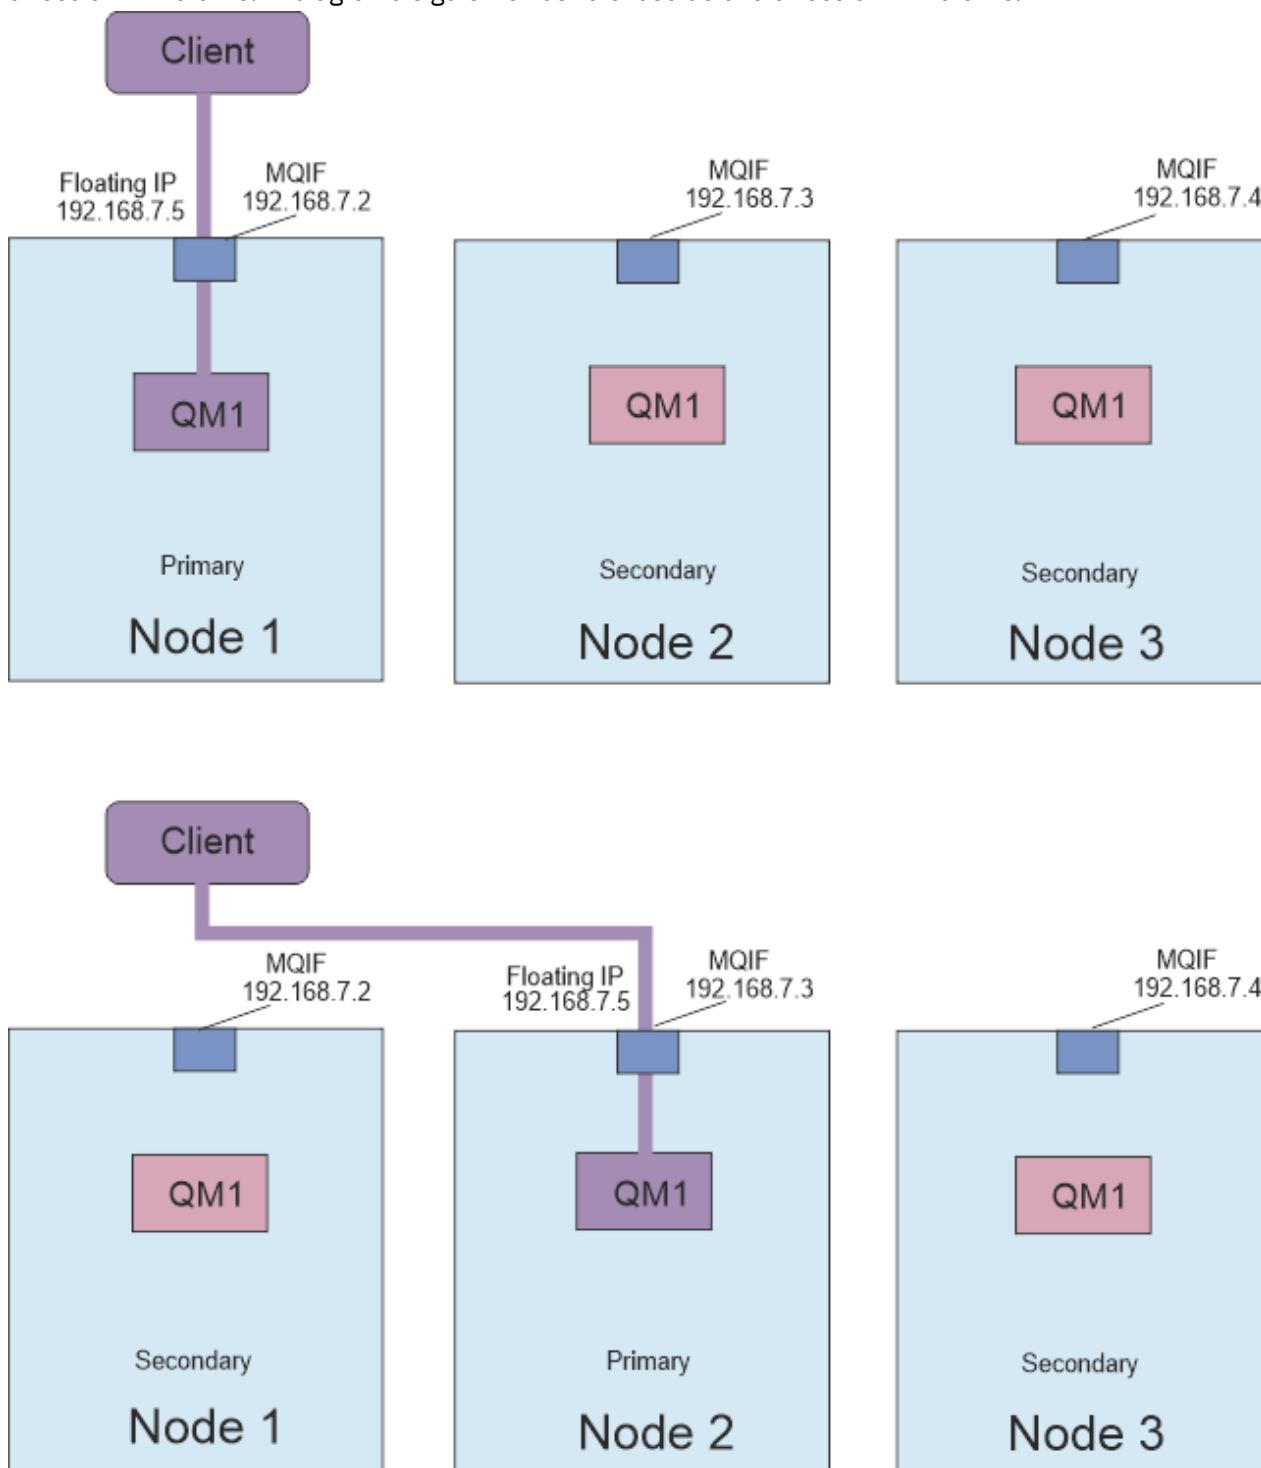 Client
Floating IP
192.168.7.5
MQIF
192.168.7.2
MQIF
192.168.7.3
MQIF
192.168.7.4
QM1
QM1
QM1
Primary
Secondary
Secondary
Node 1
Node 2
Node 3
Client
MQIF
192.168.7.2
Floating IP
192.168.7.5
MQIF
192.168.7.3
MQIF
192.168.7.4
QM1
QM1
QM1
Secondary
Primary
Secondary
Node 1
Node 2
Node 3